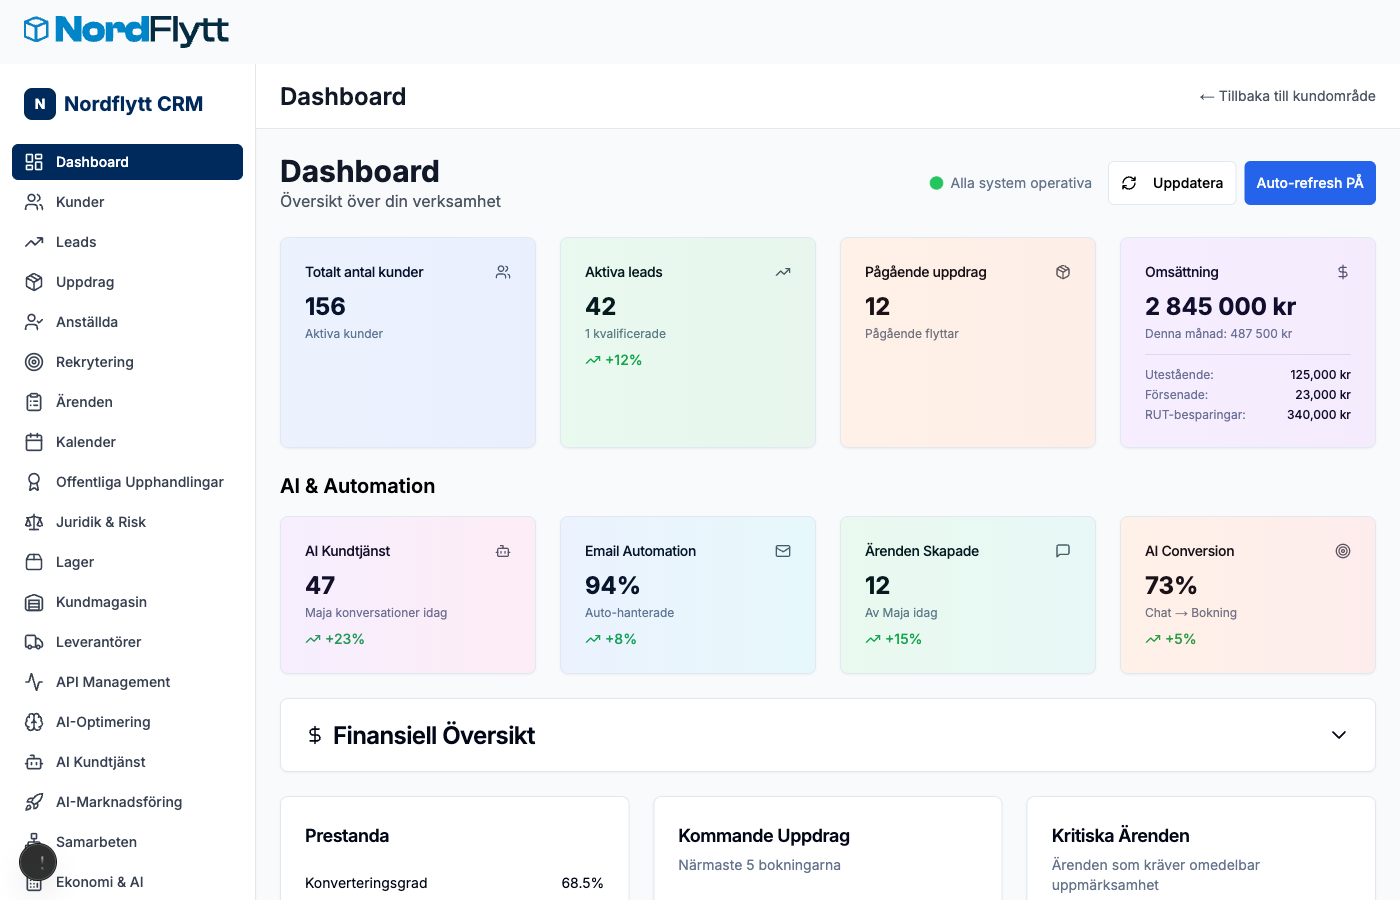 NordFlytt
N Nordflytt CRM
Dashboard
Kunder
Leads
Uppdrag
Anställda
Rekrytering
Ärenden
Kalender
Offentliga Upphandlingar
Juridik & Risk
Lager
Kundmagasin
Leverantörer
API Management
AI-Optimering
AI Kundtjänst
AI-Marknadsföring
Samarbeten
Ekonomi & AI
!
Dashboard
← Tillbaka till kundområde
Dashboard
Översikt över din verksamhet
Alla system operativa
Uppdatera
Auto-refresh PÅ
Totalt antal kunder
156
Aktiva kunder
Aktiva leads
42
1 kvalificerade
+12%
Pågående uppdrag
12
Pågående flyttar
Omsättning
2 845 000 kr
Denna månad: 487 500 kr
Utestående: 125,000 kr
Försenade: 23,000 kr
RUT-besparingar: 340,000 kr
AI & Automation
AI Kundtjänst
47
Maja konversationer idag
+23%
Email Automation
94%
Auto-hanterade
+8%
Ärenden Skapade
12
Av Maja idag
+15%
AI Conversion
73%
Chat → Bokning
+5%
Finansiell Översikt
Prestanda
Konverteringsgrad 68.5%
Kommande Uppdrag
Närmaste 5 bokningarna
Kritiska Ärenden
Ärenden som kräver omedelbar
uppmärksamhet